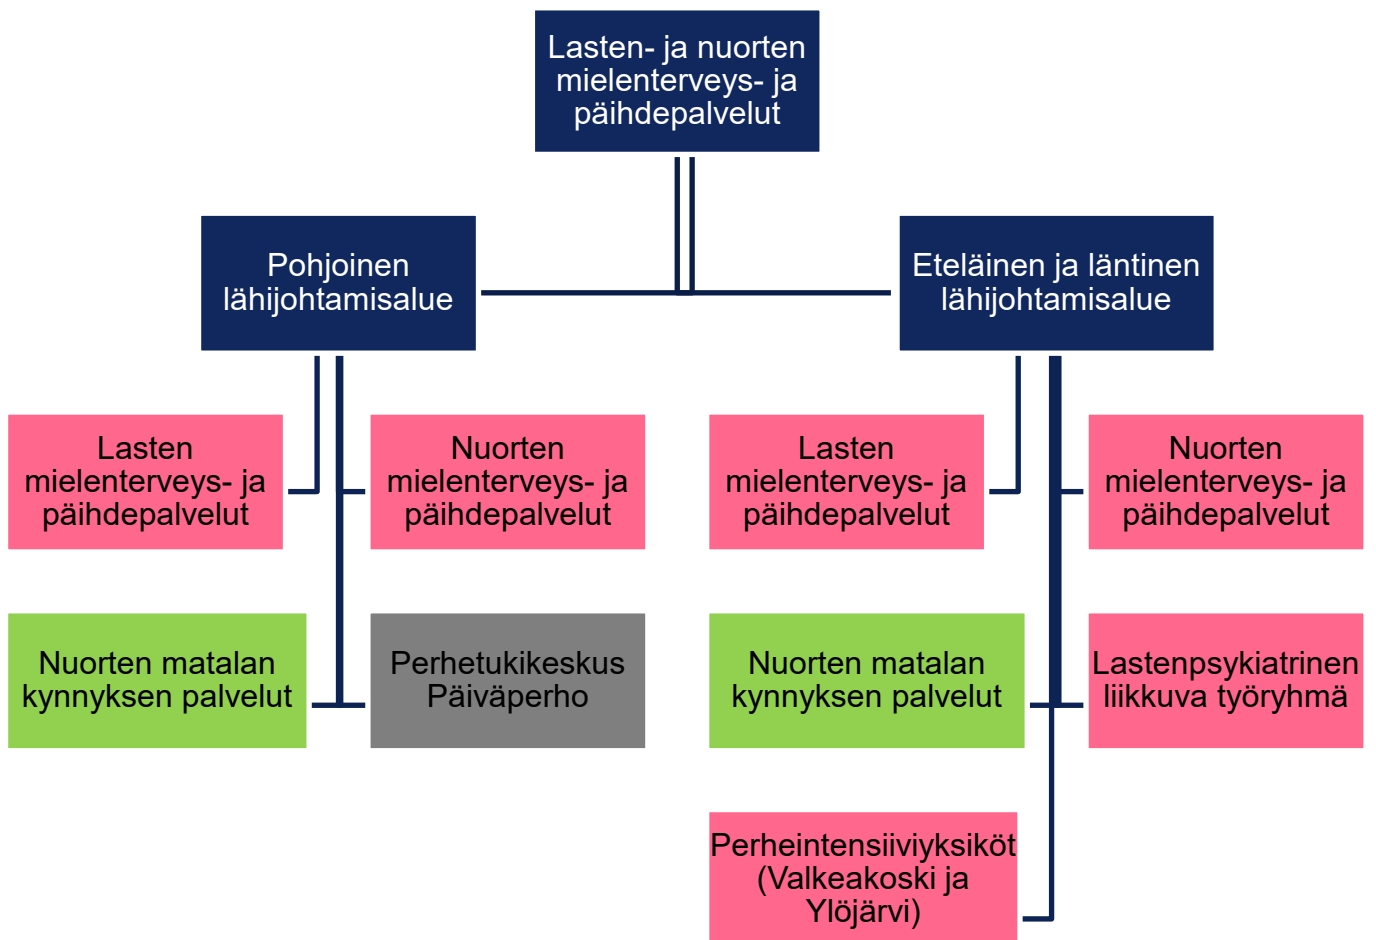 Lasten- ja nuorten
mielenterveys- ja
päihdepalvelut
Pohjoinen
lähijohtamisalue
Eteläinen ja läntinen
lähijohtamisalue
Lasten
mielenterveys- ja
päihdepalvelut
Nuorten
mielenterveys- ja
päihdepalvelut
Lasten
mielenterveys- ja
päihdepalvelut
Nuorten
mielenterveys- ja
päihdepalvelut
Nuorten matalan
kynnyksen palvelut
Perhetukikeskus
Päiväperho
Nuorten matalan
kynnyksen palvelut
Lastenpsykiatrinen
liikkuva työryhmä
Perheintensiiviyksiköt
(Valkeakoski ja
Ylöjärvi)